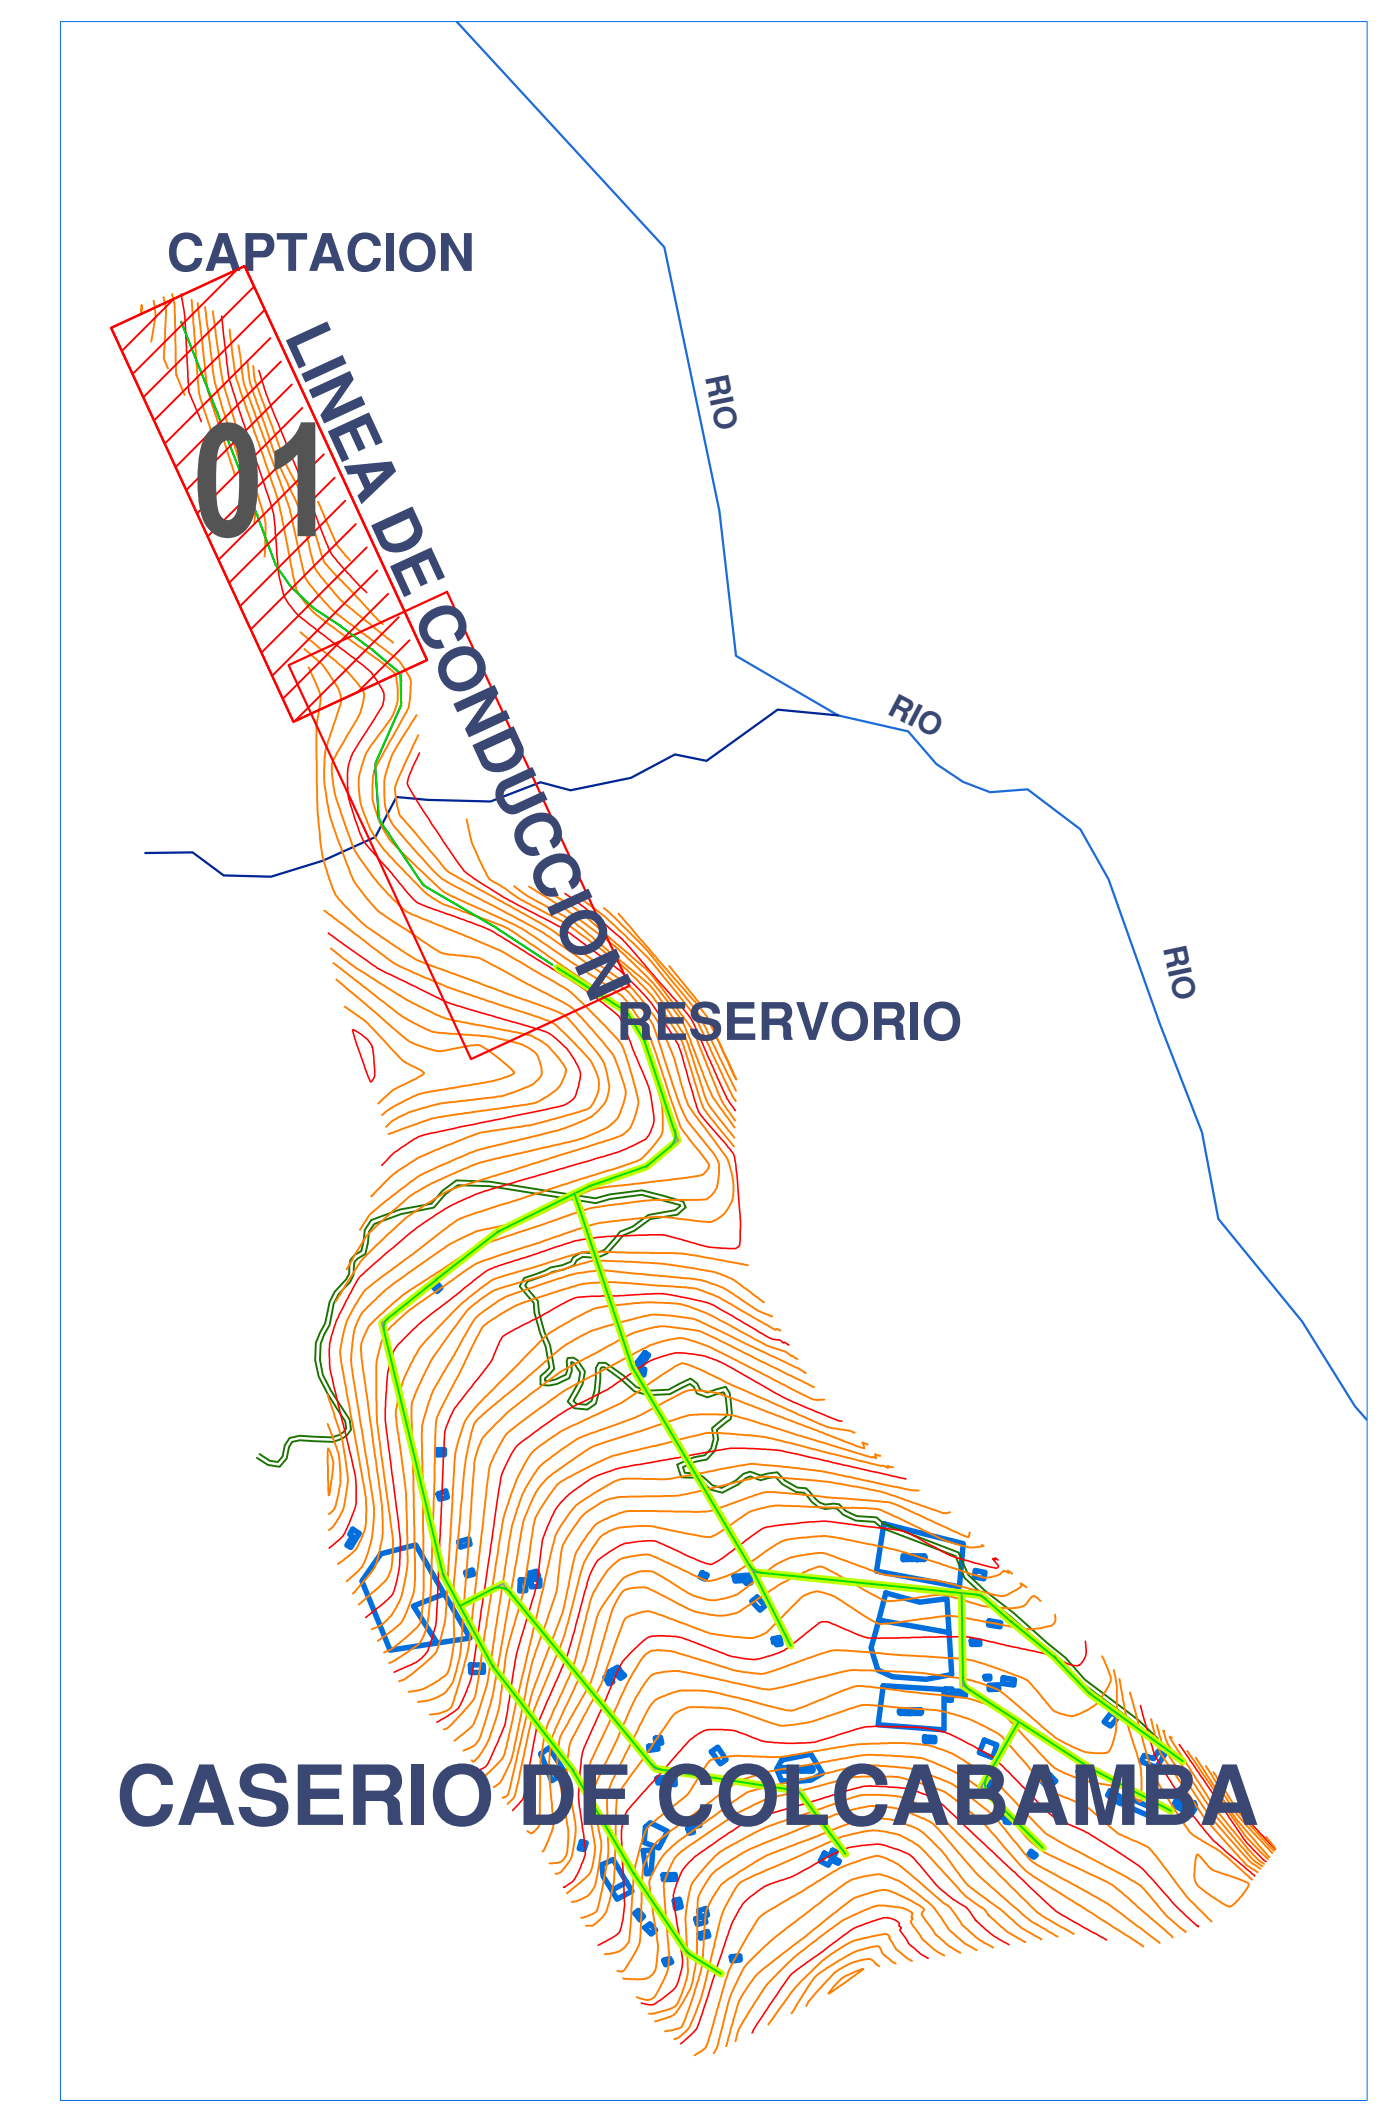 CAPTACION
LINEA DE CONDUCCION
RIO
01
RIO
RIO
RESERVORIO
CASERIO DE COLCABAMBA